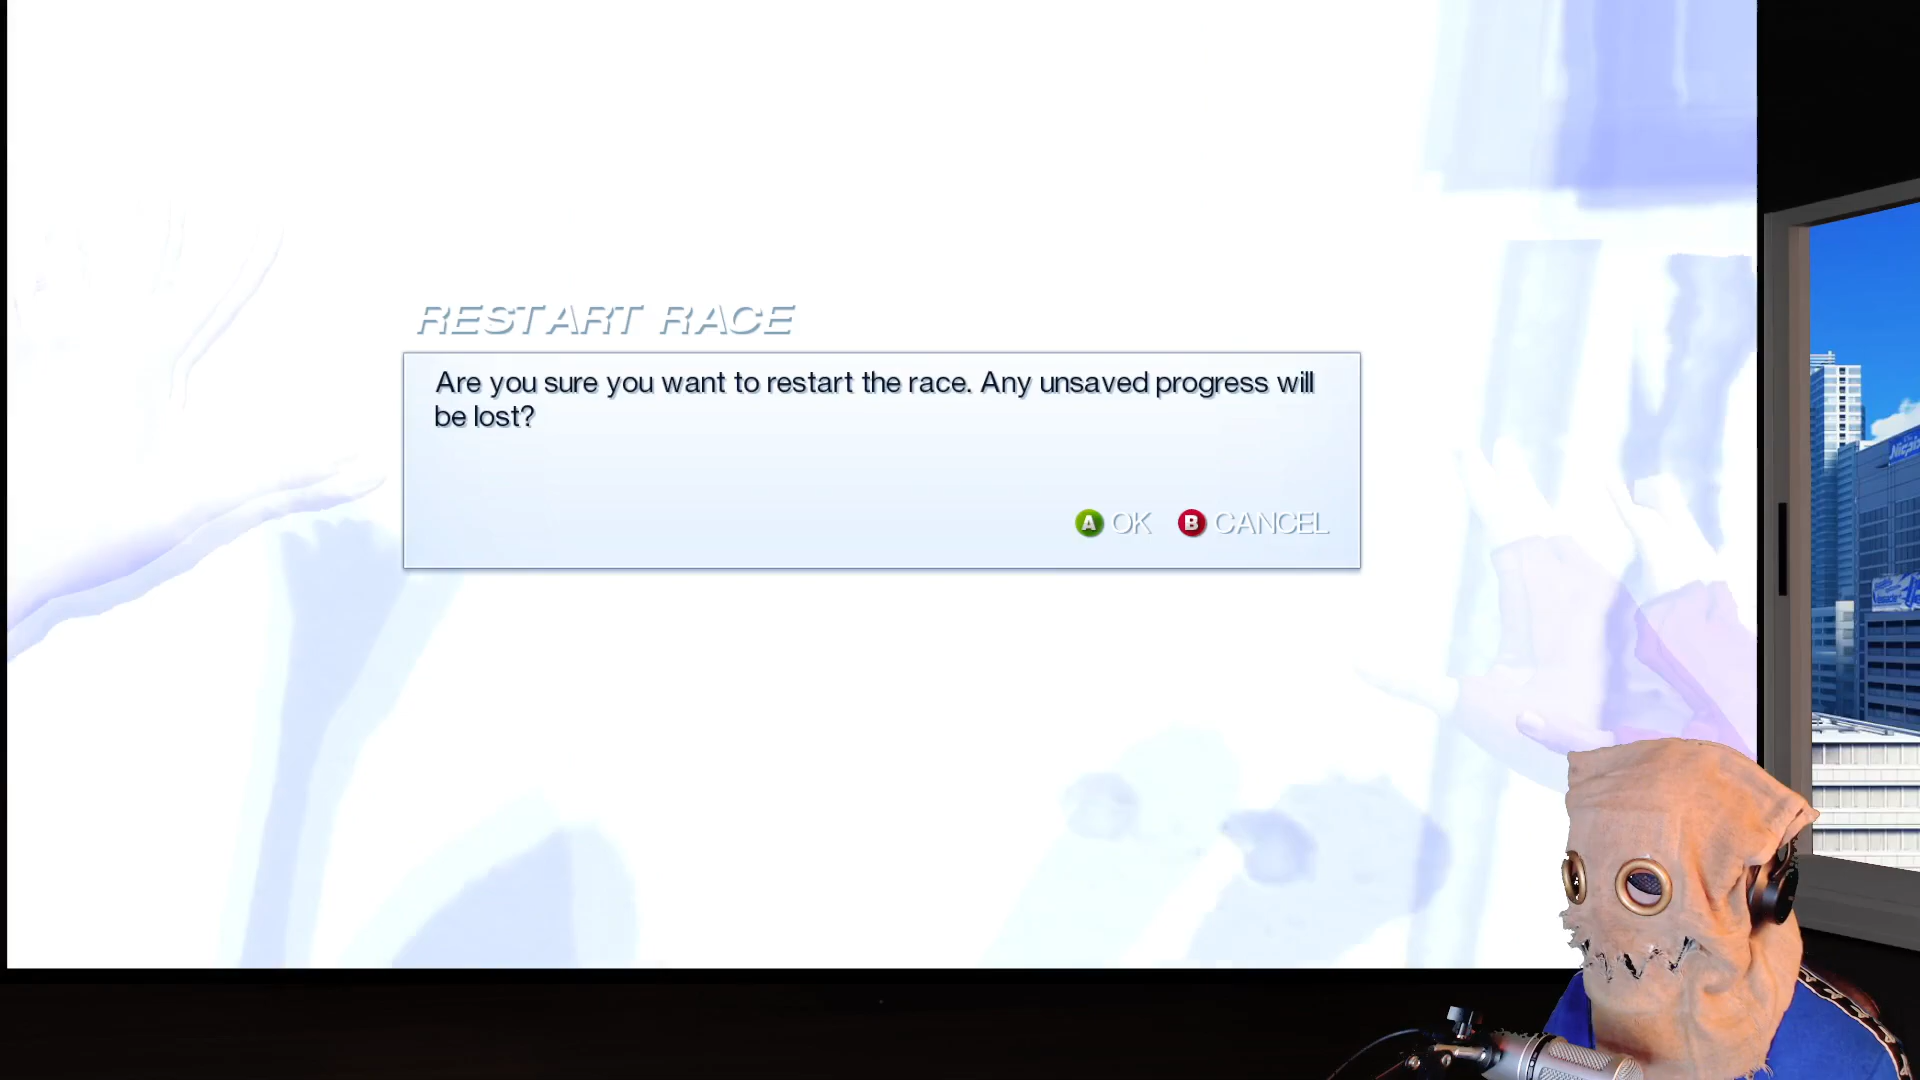 RESTART RACE
Are you sure you want to restart the race. Any unsaved progress will
be lost?
A OK B CANCEL